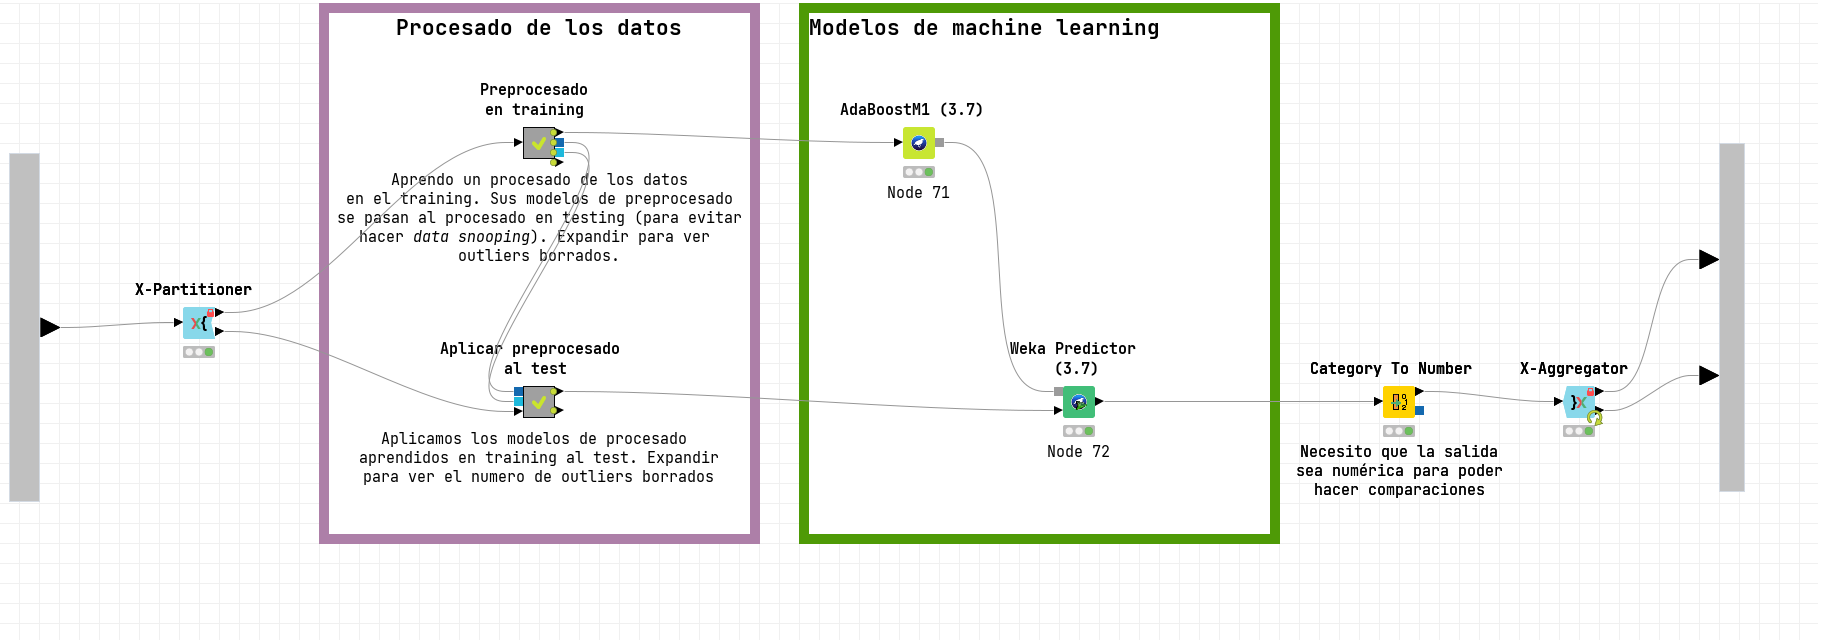 Procesado de los datos
Modelos de machine learning
Preprocesado
en training
Aprendo un procesado de los datos
en el training. Sus modelos de preprocesado
se pasan al procesado en testing (para evitar
hacer data snooping). Expandir para ver
outliers borrados.
AdaBoostM1 (3.7)
Node 71
X-Partitioner
X{
Aplicar preprocesado
al test
Aplicamos los modelos de procesado
aprendidos en training al test. Expandir
para ver el numero de outliers borrados
Weka Predictor
(3.7)
Node 72
Category To Number
Necesito que la salida
sea numérica para poder
hacer comparaciones
X-Aggregator
}X